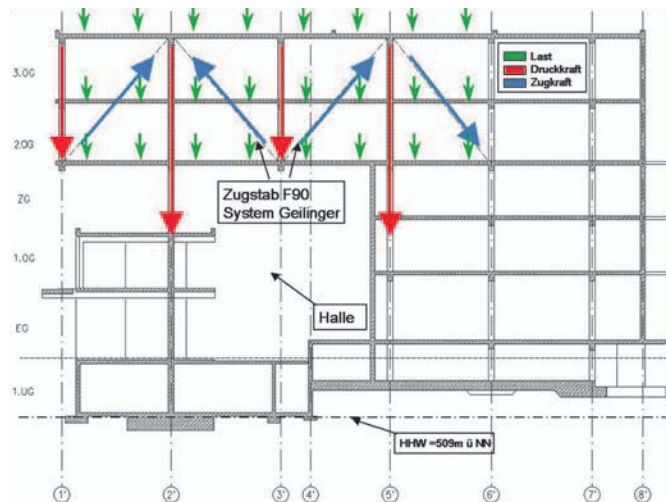 Last
Druckkraft
Zugkraft
3.OG
2.OG
ZG
1.OG
EG
1.UG
Zugstab F90
System Geilinger
Halle
HHW =509m ü NN
1' 2' 3' 4' 5' 6' 7' 8'